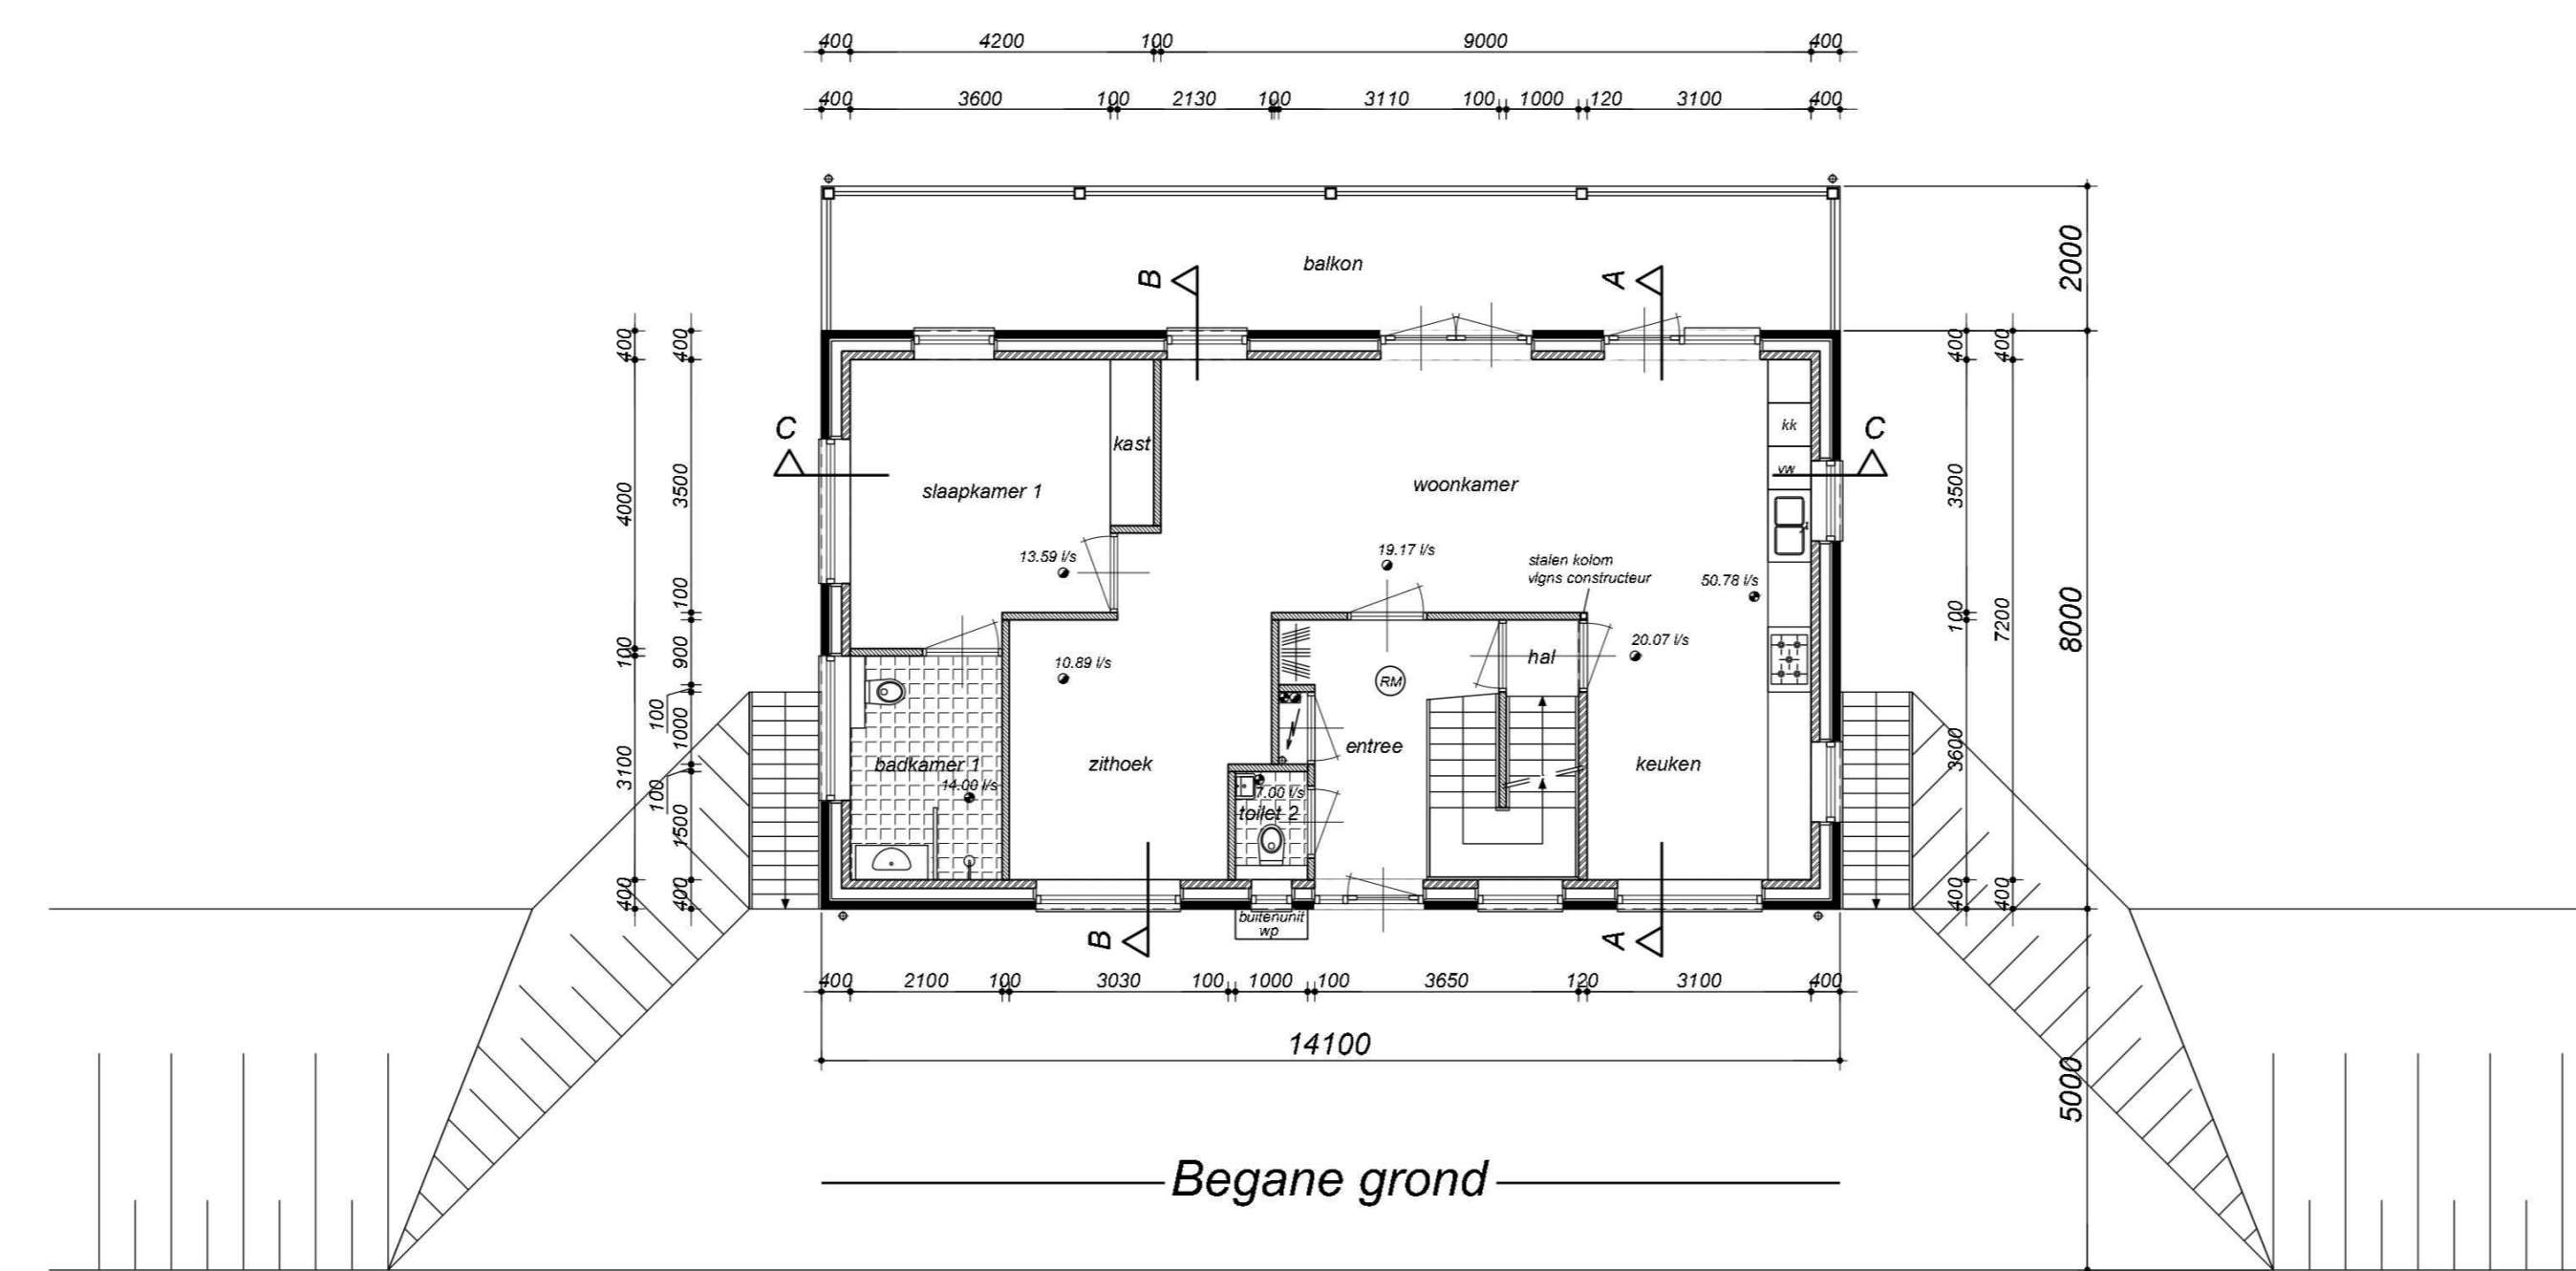 400 4200 100 9000 400
400 3600 100 2130 100 3110 100 1000 120 3100 400
balkon
B
A
2000
400
400
400
400
C
kast
kk
C
vw
slaapkamer 1
woonkamer
4000
3500
3500
13.59 l/s
19.17 l/s
stalen kolom
vlgns constructeur
50.78 l/s
100
100
7200
8000
10.89 l/s
20.07 l/s
hal
RM
100
900
100
1000
3100
100
1500
badkamer 1
14.00 l/s
zithoek
entree
keuken
3600
7.00 l/s
toilet 2
400
400
400
400
buitenunit
wp
B
A
400 2100 100 3030 100 1000 100 3650 120 3100 400
14100
5000
Begane grond